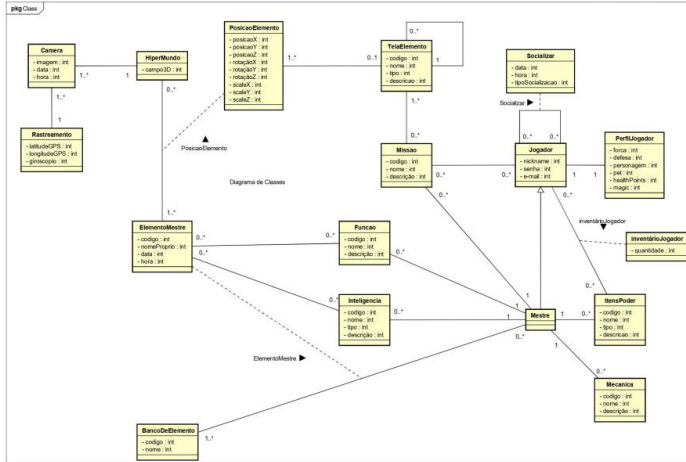 pkg Class
Camera
- imagem : int
- data : int
- hora : int
1..*
1
HiperMundo
- campo3D : int
0..*
PosicaoElemento
- posicaoX : int
- posicaoY : int
- posicaoZ : int
- rotaçãoX : int
- rotaçãoY : int
- rotaçãoZ : int
- scaleX : int
- scaleY : int
- scaleZ : int
1..*
0..1
TelaElemento
- codigo : int
- nome : int
- tipo : int
- descricao : int
0..*
1
1..*
0..*
Socializar
- data : int
- hora : int
- tipoSocializacao : int
Socializar
0..*
0..*
1..*
1
Rastreamento
- latitudeGPS : int
- longitudeGPS : int
- giroscopio : int
PosicaoElemento
Diagrama de Classes
Missao
- codigo : int
- nome : int
- descrição : int
0..*
0..*
0..*
Jogador
- nickname : int
- senha : int
- e-mail : int
1
1
0..*
PerfilJogador
- forca : int
- defesa : int
- personagem : int
- pet : int
- healthPoints : int
- magic : int
inventárioJogador
InventárioJogador
- quantidade : int
1..*
ElementoMestre
- codigo : int
- nomeProprio : int
- data : int
- hora : int
0..*
0..*
0..*
Funcao
- codigo : int
- nome : int
- descrição : int
0..*
0..*
Inteligencia
- codigo : int
- nome : int
- tipo : int
- descrição : int
0..*
1
1
1
Mestre
1
0..*
0..*
1
0..*
ItensPoder
- codigo : int
- nome : int
- tipo : int
- descricao : int
ElementoMestre
0..*
Mecanica
- codigo : int
- nome : int
- descrição : int
BancoDeElemento
- codigo : int
- nome : int
1..*